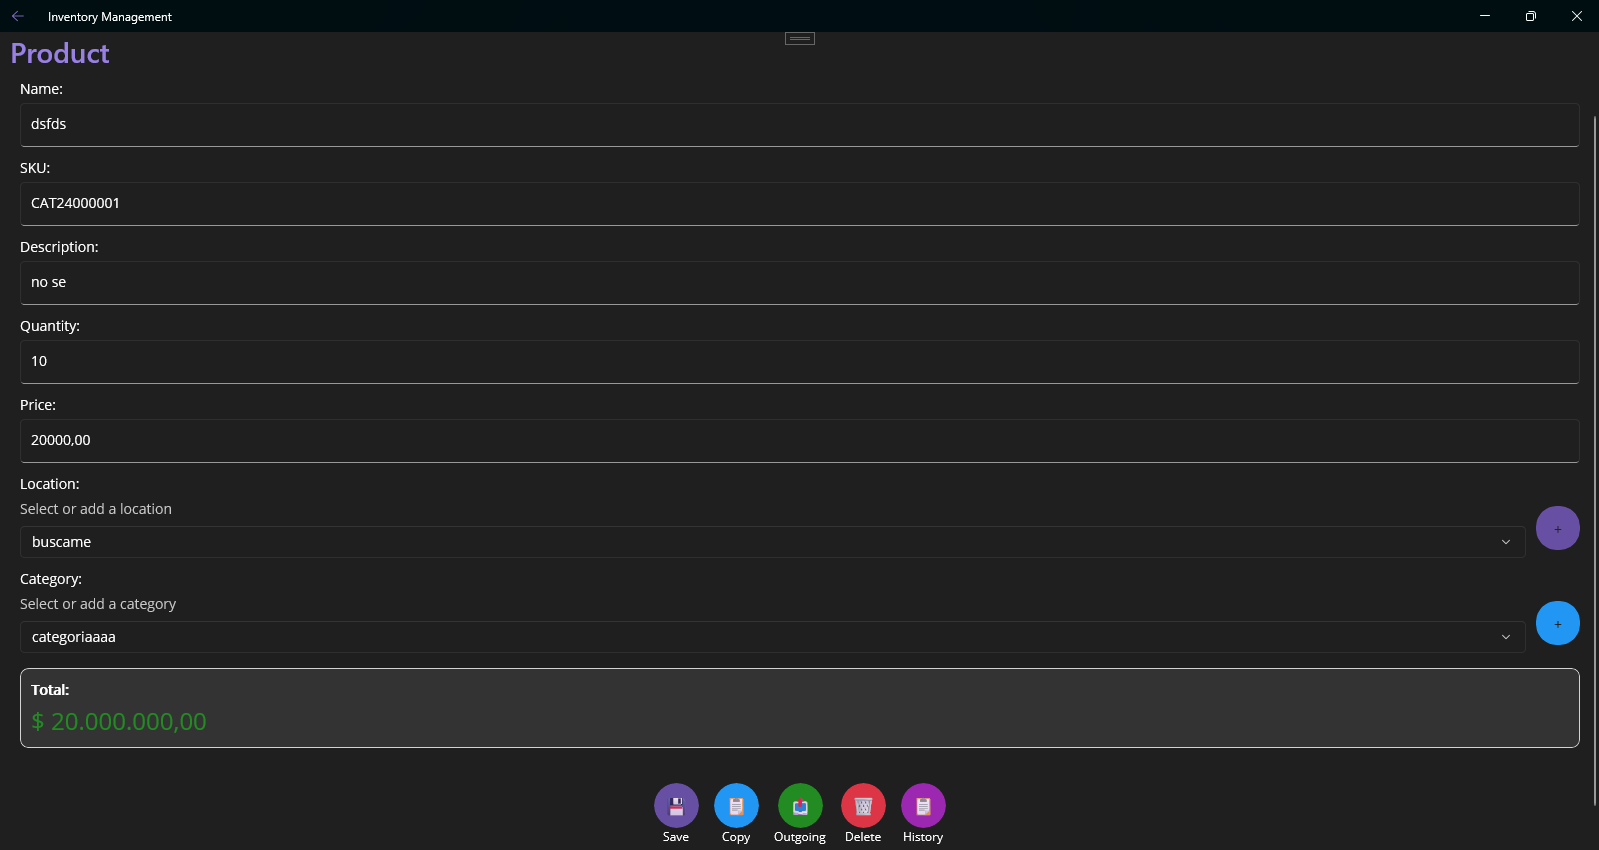 Inventory Management
Product
Name:
dsfds
SKU:
CAT24000001
Description:
no se
Quantity:
10
Price:
20000,00
Location:
Select or add a location
buscame
+
Category:
Select or add a category
categoriaaaa
+
Total:
$ 20.000.000,00
Save Copy Outgoing Delete History